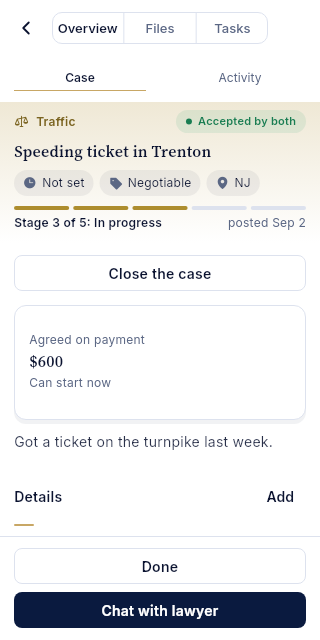 Overview Files Tasks
Case Activity
Traffic Accepted by both
Speeding ticket in Trenton
Not set Negotiable NJ
Stage 3 of 5: In progress posted Sep 2
Close the case
Agreed on payment
$600
Can start now
Got a ticket on the turnpike last week.
Details Add
Done
Chat with lawyer